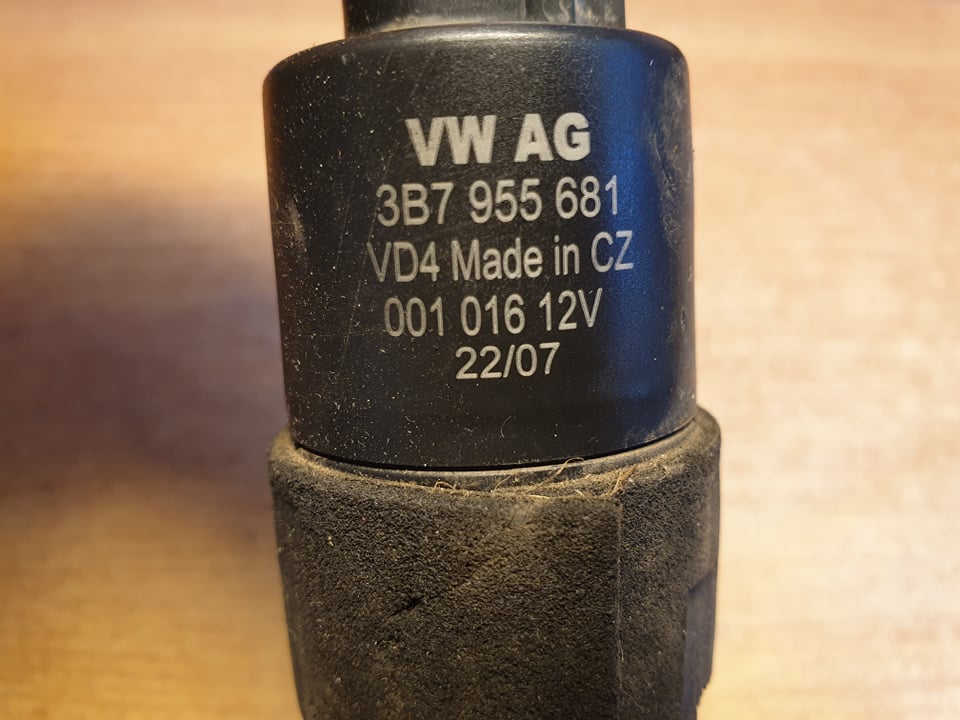 VW AG
3B7 955 681
VD4 Made in CZ
001 016 12V
22/07